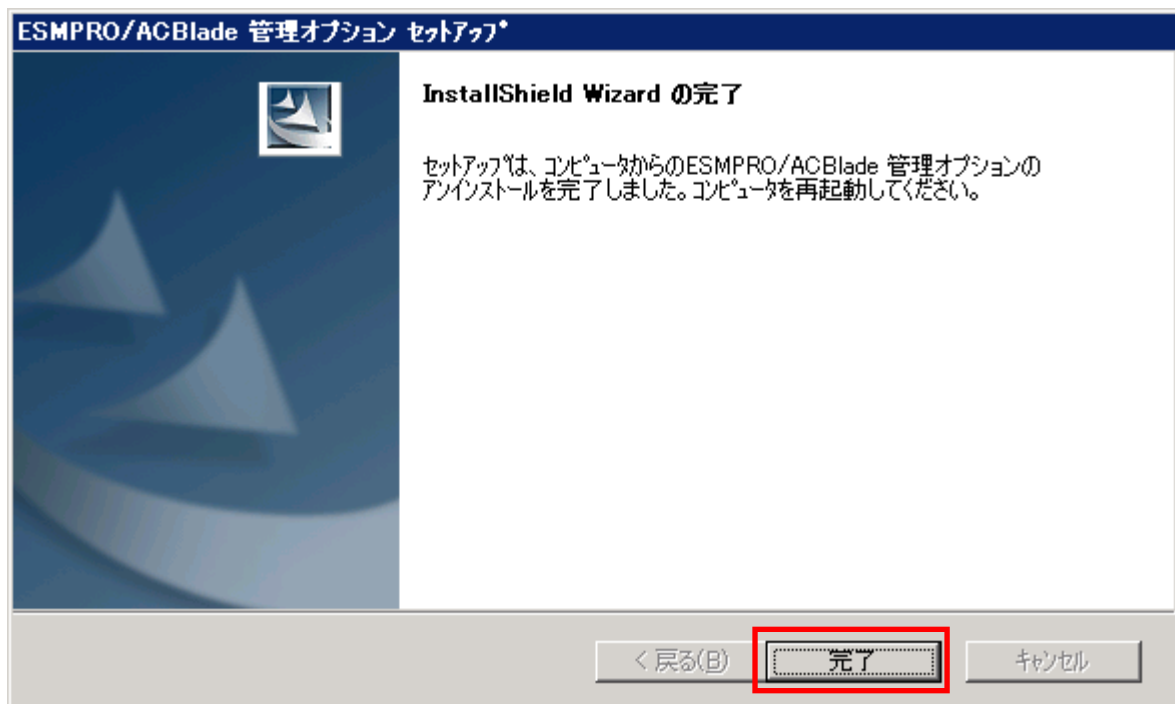 ESMPRO/ACBlade 管理オプション セットアップ
InstallShield Wizard の完了
セットアップは、コンピュータからのESMPRO/ACBlade 管理オプションの
アンインストールを完了しました。コンピュータを再起動してください。
< 戻る(B)
完了
キャンセル